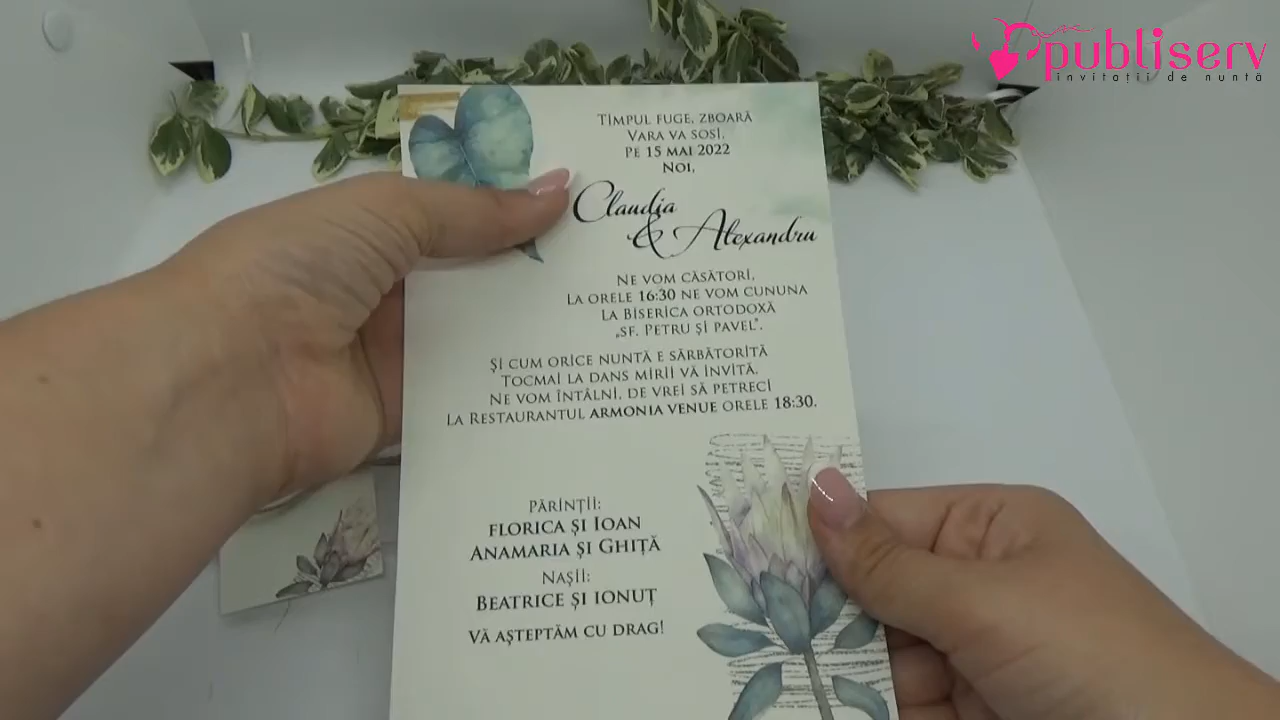 publiserv
invitații de nuntă
Timpul fuge, zboară
Vara va sosi,
pe 15 mai 2022
Noi,
Claudia
& Alexandru
Ne vom căsători,
La orele 16:30 ne vom cununa
la Biserica ortodoxă
„Sf. Petru și Pavel”.
Și cum orice nuntă e sărbătorită
Tocmai la dans mirii vă invită.
Ne vom întâlni, de vrei să petreci
la Restaurantul Armonia Venue orele 18:30.
Părinții:
Florica și Ioan
Anamaria și Ghiță
Nașii:
Beatrice și Ionuț
Vă așteptăm cu drag!